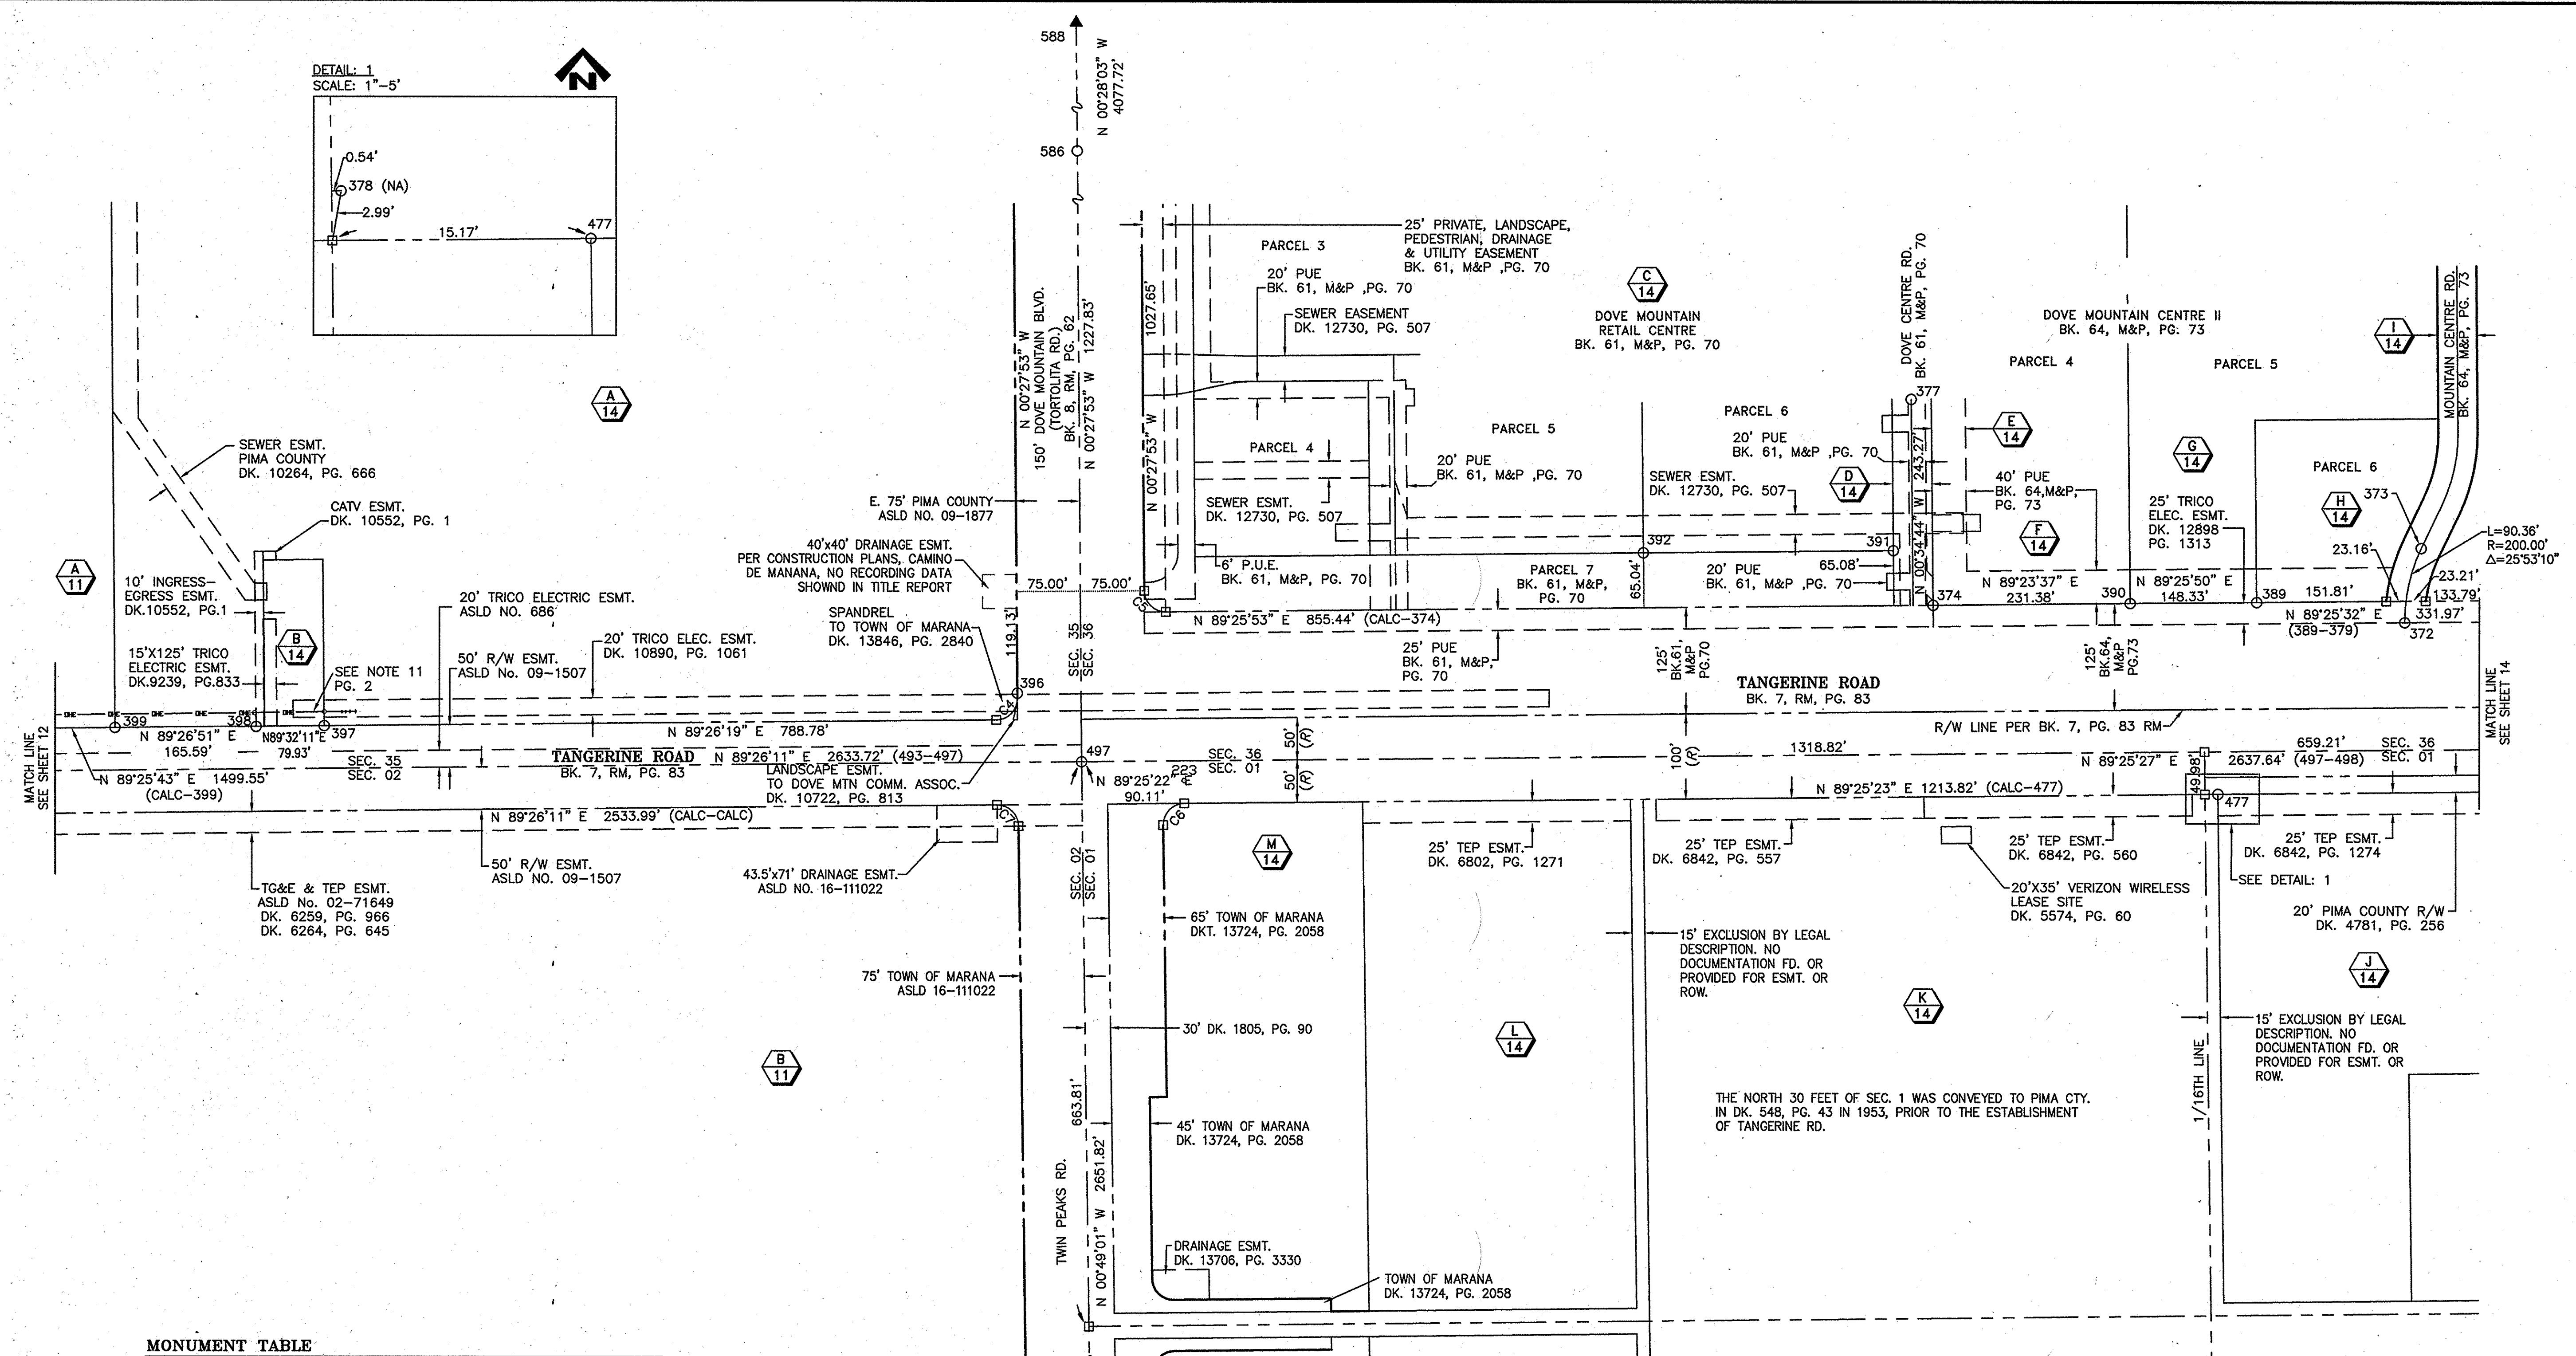 588
N 00°28'03" W
4077.72'
586
DETAIL: 1
SCALE: 1"-5'
N
0.54'
378 (NA)
2.99'
15.17'
477
A
14
SEWER ESMT.
PIMA COUNTY
DK. 10264, PG. 666
CATV ESMT.
DK. 10552, PG. 1
A
11
10' INGRESS-
EGRESS ESMT.
DK.10552, PG.1
B
14
15'X125' TRICO
ELECTRIC ESMT.
DK.9239, PG.833
SEE NOTE 11
PG. 2
20' TRICO ELECTRIC ESMT.
ASLD NO. 686
50' R/W ESMT.
ASLD No. 09-1507
20' TRICO ELEC. ESMT.
DK. 10890, PG. 1061
E. 75' PIMA COUNTY
ASLD NO. 09-1877
40'x40' DRAINAGE ESMT.
PER CONSTRUCTION PLANS, CAMINO
DE MANANA, NO RECORDING DATA
SHOWND IN TITLE REPORT
SPANDREL
TO TOWN OF MARANA
DK. 13846, PG. 2840
N 00°27'53" W
150' DOVE MOUNTAIN BLVD.
(TORTOLITA RD.)
BK. 8, RM, PG. 62
N 00°27'53" W 1227.83'
119.13'
75.00'
75.00'
SEC. 35
SEC. 36
396
C4
C5
1027.65'
N 00°27'53" W
25' PRIVATE, LANDSCAPE,
PEDESTRIAN, DRAINAGE
& UTILITY EASEMENT
BK. 61, M&P ,PG. 70
PARCEL 3
20' PUE
BK. 61, M&P ,PG. 70
SEWER EASEMENT
DK. 12730, PG. 507
PARCEL 4
SEWER ESMT.
DK. 12730, PG. 507
6' P.U.E.
BK. 61, M&P, PG. 70
C
14
DOVE MOUNTAIN
RETAIL CENTRE
BK. 61, M&P, PG. 70
PARCEL 5
20' PUE
BK. 61, M&P ,PG. 70
PARCEL 6
20' PUE
BK. 61, M&P ,PG. 70
SEWER ESMT.
DK. 12730, PG. 507
D
14
392
391
65.04'
65.08'
PARCEL 7
BK. 61, M&P,
PG. 70
20' PUE
BK. 61, M&P ,PG. 70
N 89°25'53" E 855.44' (CALC-374)
25' PUE
BK. 61, M&P,
PG. 70
DOVE CENTRE RD.
BK. 61, M&P, PG. 70
377
N 00°34'44" W 243.27'
374
E
14
40' PUE
BK. 64,M&P,
PG. 73
F
14
DOVE MOUNTAIN CENTRE II
BK. 64, M&P, PG. 73
PARCEL 4
PARCEL 5
G
14
25' TRICO
ELEC. ESMT.
DK. 12898
PG. 1313
PARCEL 6
H
14
I
14
MOUNTAIN CENTRE RD.
BK. 64, M&P, PG. 73
373
L=90.36'
R=200.00'
Δ=25°53'10"
23.16'
23.21'
N 89°23'37" E
231.38'
390
N 89°25'50" E
148.33'
389
151.81'
133.79'
N 89°25'32" E 331.97'
(389-379)
372
125'
BK.61,
M&P
PG.70
125'
BK.64,
M&P
PG.73
TANGERINE ROAD
BK. 7, RM, PG. 83
R/W LINE PER BK. 7, PG. 83 RM
MATCH LINE
SEE SHEET 14
MATCH LINE
SEE SHEET 12
OHE OHE OHE OHE OHE
399
398
397
N 89°26'51" E
165.59'
N89°32'11"E
79.93'
N 89°26'19" E 788.78'
SEC. 35
SEC. 02
TANGERINE ROAD
BK. 7, RM, PG. 83
N 89°26'11" E 2633.72' (493-497)
LANDSCAPE ESMT.
TO DOVE MTN COMM. ASSOC.
DK. 10722, PG. 813
N 89°25'43" E 1499.55'
(CALC-399)
N 89°26'11" E 2533.99' (CALC-CALC)
497
N 89°25'22" E
90.11'
223
SEC. 36
SEC. 01
50'
(R)
50'
(R)
100'
(R)
1318.82'
N 89°25'27" E
659.21'
2637.64' (497-498)
SEC. 36
SEC. 01
N 89°25'23" E 1213.82' (CALC-477)
49.98'
477
C7
C6
50' R/W ESMT.
ASLD NO. 09-1507
TG&E & TEP ESMT.
ASLD No. 02-71649
DK. 6259, PG. 966
DK. 6264, PG. 645
43.5'x71' DRAINAGE ESMT.
ASLD NO. 16-111022
SEC. 02
SEC. 01
M
14
25' TEP ESMT.
DK. 6802, PG. 1271
25' TEP ESMT.
DK. 6842, PG. 557
25' TEP ESMT.
DK. 6842, PG. 560
25' TEP ESMT.
DK. 6842, PG. 1274
SEE DETAIL: 1
20'X35' VERIZON WIRELESS
LEASE SITE
DK. 5574, PG. 60
20' PIMA COUNTY R/W
DK. 4781, PG. 256
65' TOWN OF MARANA
DKT. 13724, PG. 2058
75' TOWN OF MARANA
ASLD 16-111022
15' EXCLUSION BY LEGAL
DESCRIPTION. NO
DOCUMENTATION FD. OR
PROVIDED FOR ESMT. OR
ROW.
J
14
K
14
30' DK. 1805, PG. 90
L
14
B
11
15' EXCLUSION BY LEGAL
DESCRIPTION. NO
DOCUMENTATION FD. OR
PROVIDED FOR ESMT. OR
ROW.
1/16TH LINE
663.81'
N 00°49'01" W 2651.82'
TWIN PEAKS RD.
45' TOWN OF MARANA
DK. 13724, PG. 2058
THE NORTH 30 FEET OF SEC. 1 WAS CONVEYED TO PIMA CTY.
IN DK. 548, PG. 43 IN 1953, PRIOR TO THE ESTABLISHMENT
OF TANGERINE RD.
DRAINAGE ESMT.
DK. 13706, PG. 3330
TOWN OF MARANA
DK. 13724, PG. 2058
MONUMENT TABLE